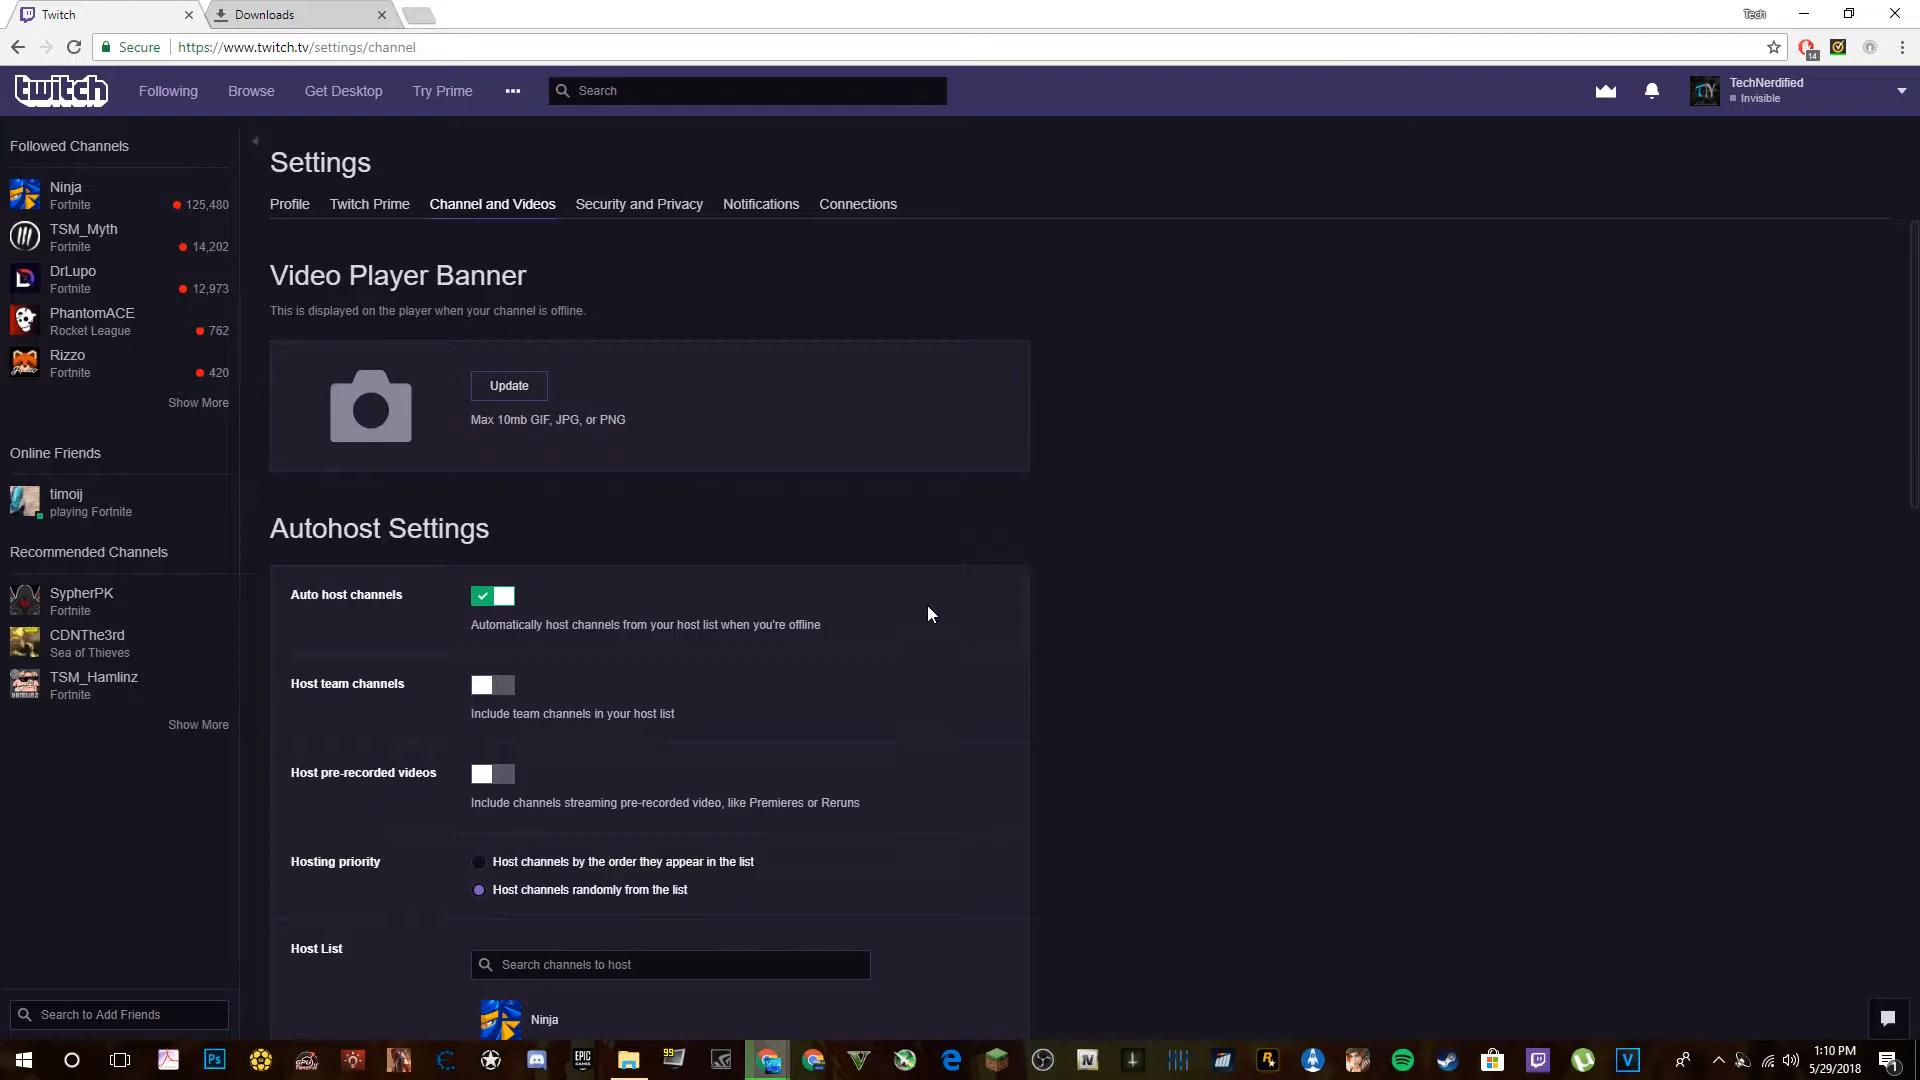 Twitch
Downloads
Tech
Secure
https://www.twitch.tv/settings/channel
14
twitch
Following
Browse
Get Desktop
Try Prime
Search
TechNerdified
Invisible
Followed Channels
Ninja
Fortnite
125,480
TSM_Myth
Fortnite
14,202
DrLupo
Fortnite
12,973
PhantomACE
Rocket League
762
Rizzo
Fortnite
420
Show More
Online Friends
timoij
playing Fortnite
Recommended Channels
SypherPK
Fortnite
CDNThe3rd
Sea of Thieves
TSM_Hamlinz
Fortnite
Show More
Search to Add Friends
Settings
Profile
Twitch Prime
Channel and Videos
Security and Privacy
Notifications
Connections
Video Player Banner
This is displayed on the player when your channel is offline.
Update
Max 10mb GIF, JPG, or PNG
Autohost Settings
Auto host channels
Automatically host channels from your host list when you're offline
Host team channels
Include team channels in your host list
Host pre-recorded videos
Include channels streaming pre-recorded video, like Premieres or Reruns
Hosting priority
Host channels by the order they appear in the list
Host channels randomly from the list
Host List
Search channels to host
Ninja
Ps
EPIC
GAMES
99
IV
V
1:10 PM
5/29/2018
1